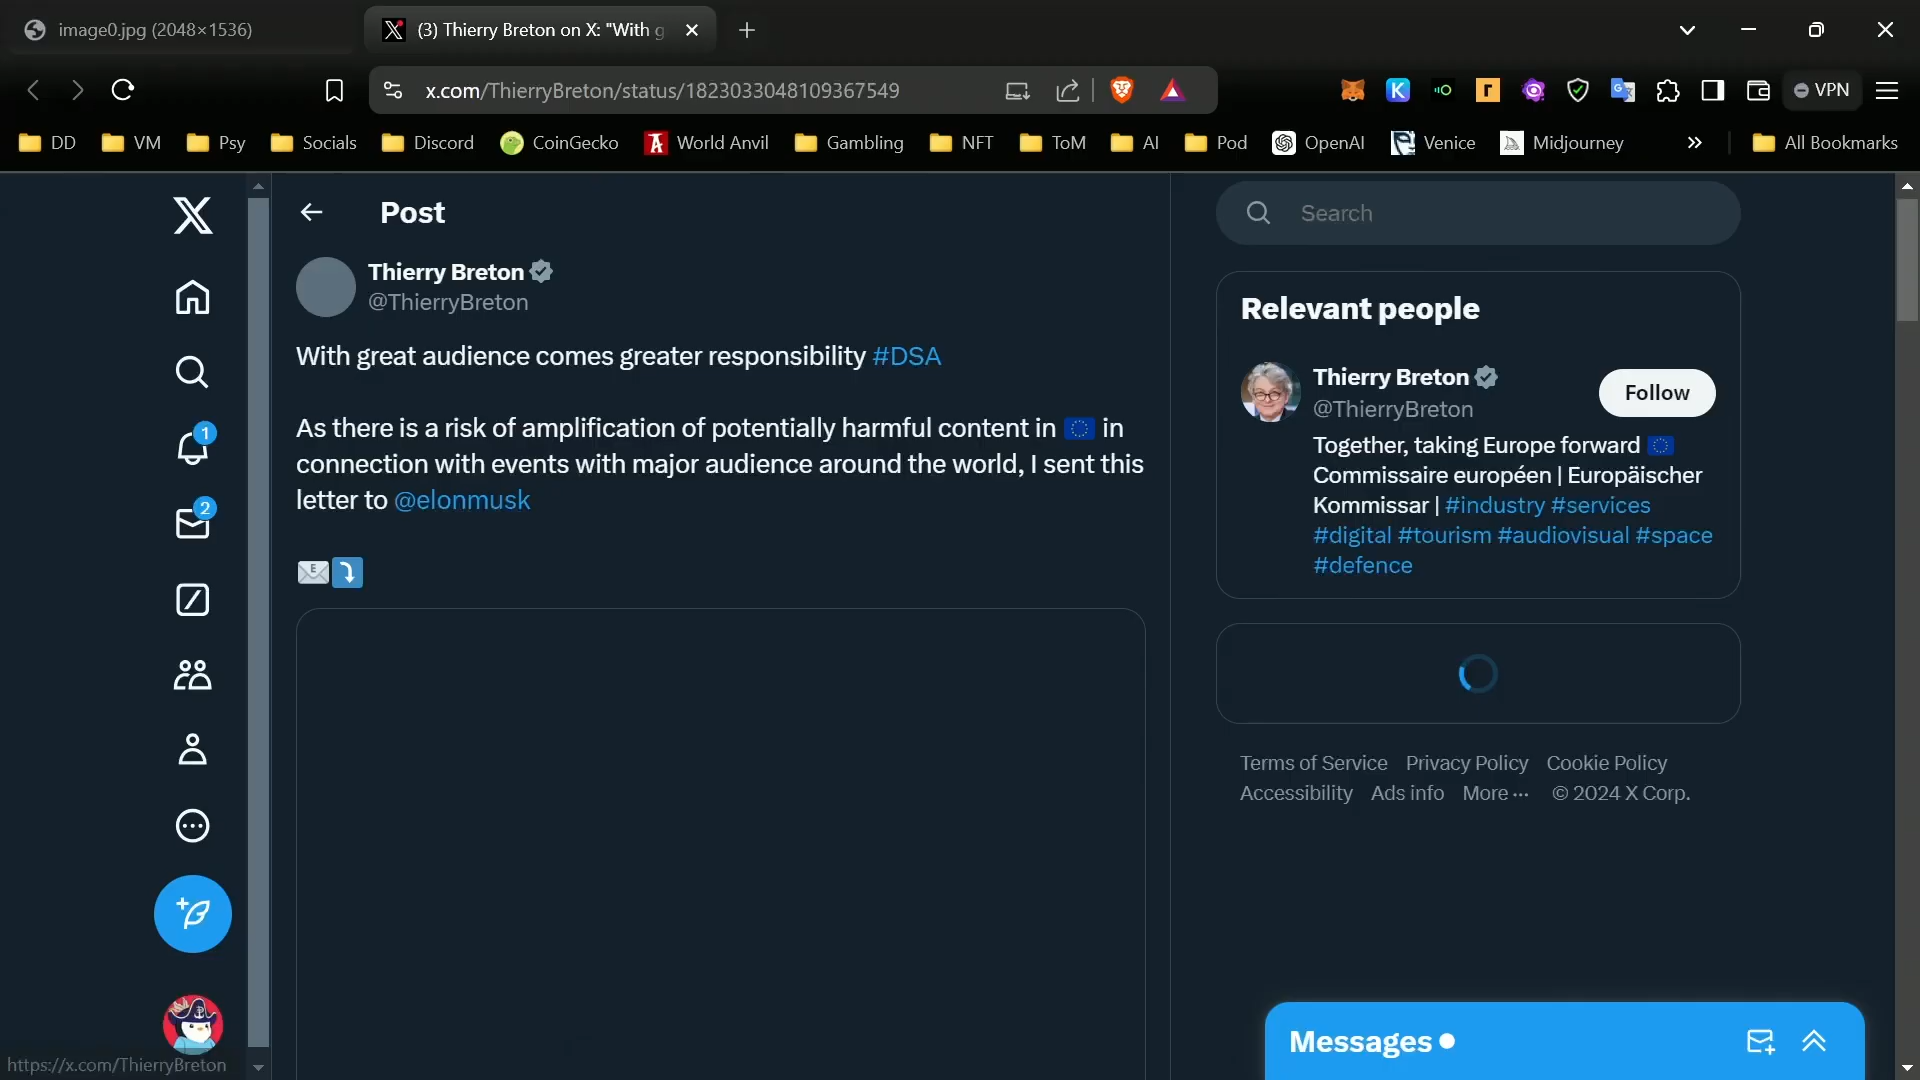 image0.jpg (2048×1536)
(3) Thierry Breton on X: "With g
x.com/ThierryBreton/status/1823033048109367549
VPN
DD
VM
Psy
Socials
Discord
CoinGecko
World Anvil
Gambling
NFT
ToM
AI
Pod
OpenAI
Venice
Midjourney
All Bookmarks
Post
Thierry Breton
@ThierryBreton
With great audience comes greater responsibility #DSA
As there is a risk of amplification of potentially harmful content in 🇪🇺 in
connection with events with major audience around the world, I sent this
letter to @elonmusk
1
2
Search
Relevant people
Thierry Breton
@ThierryBreton
Follow
Together, taking Europe forward 🇪🇺
Commissaire européen | Europäischer
Kommissar | #industry #services
#digital #tourism #audiovisual #space
#defence
Terms of Service Privacy Policy Cookie Policy
Accessibility Ads info More ··· © 2024 X Corp.
Messages
https://x.com/ThierryBreton